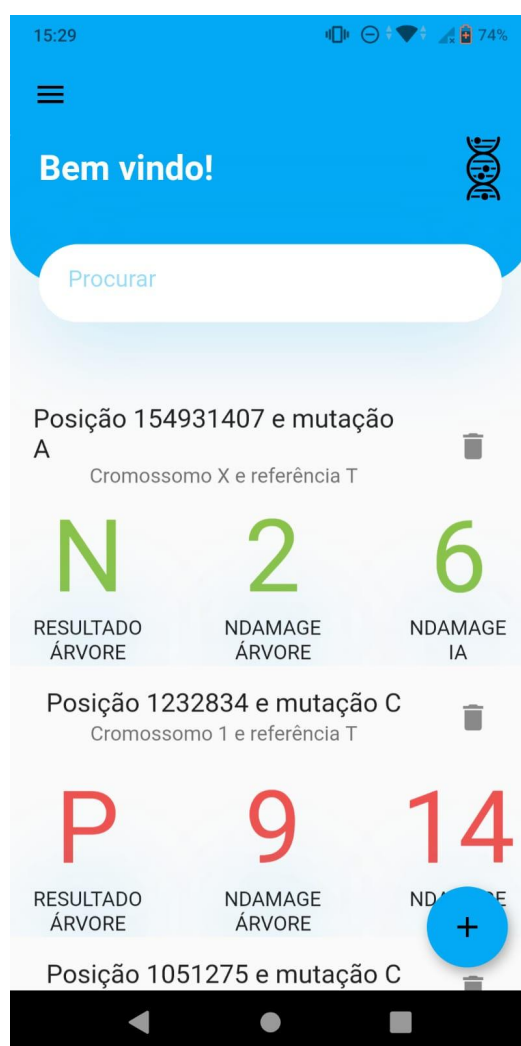 15:29
74%
Bem vindo!
Procurar
Posição 154931407 e mutação
A
Cromossomo X e referência T
N 2 6
RESULTADO NDAMAGE NDAMAGE
ÁRVORE ÁRVORE IA
Posição 1232834 e mutação C
Cromossomo 1 e referência T
P 9 14
RESULTADO NDAMAGE
ÁRVORE ÁRVORE
+
Posição 1051275 e mutação C